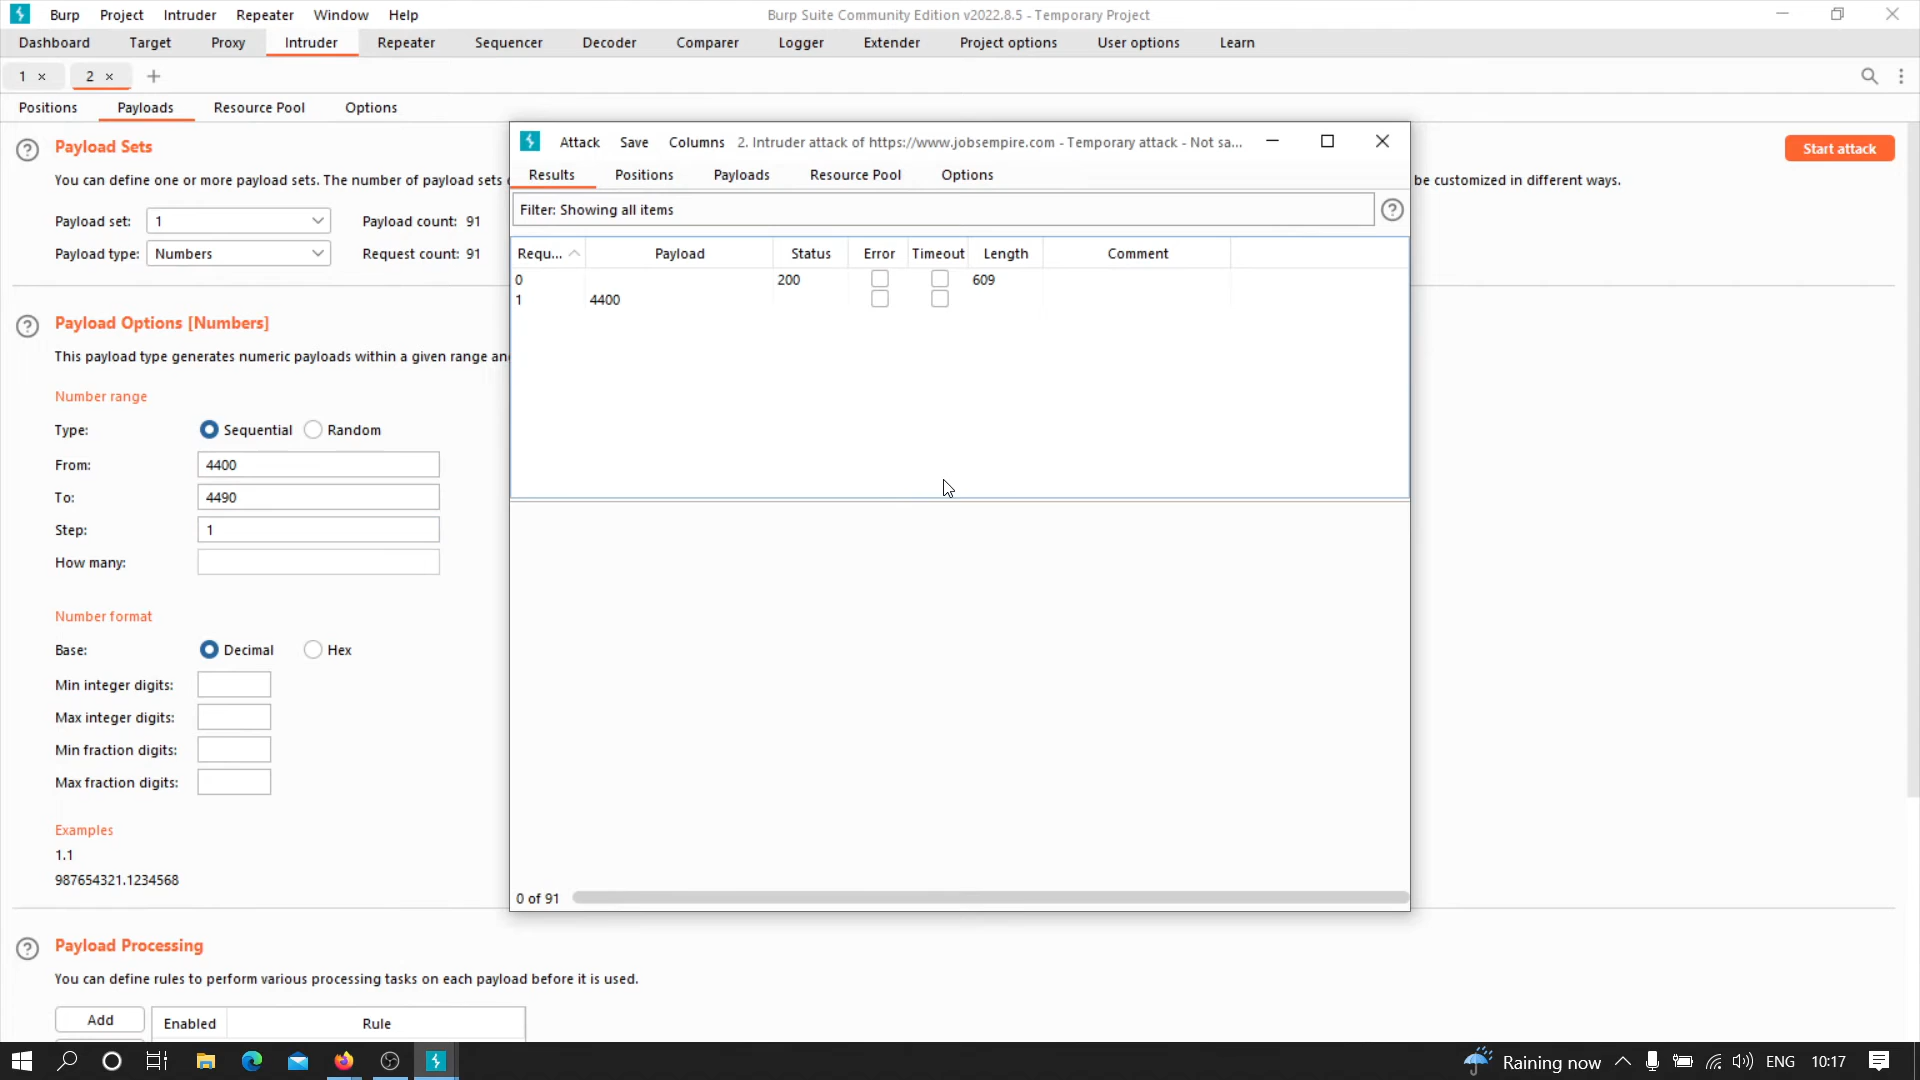 Burp Project Intruder Repeater Window Help Burp Suite Community Edition v2022.8.5 - Temporary Project
Dashboard Target Proxy Intruder Repeater Sequencer Decoder Comparer Logger Extender Project options User options Learn
1 × 2 × +
Positions Payloads Resource Pool Options
? Payload Sets Start attack
You can define one or more payload sets. The number of payload sets be customized in different ways.
Payload set: 1 Payload count: 91
Payload type: Numbers Request count: 91
? Payload Options [Numbers]
This payload type generates numeric payloads within a given range an
Number range
Type: Sequential Random
From: 4400
To: 4490
Step: 1
How many:
Number format
Base: Decimal Hex
Min integer digits:
Max integer digits:
Min fraction digits:
Max fraction digits:
Examples
1.1
987654321.1234568
? Payload Processing
You can define rules to perform various processing tasks on each payload before it is used.
Add Enabled Rule
Attack Save Columns 2. Intruder attack of https://www.jobsempire.com - Temporary attack - Not sa...
Results Positions Payloads Resource Pool Options
Filter: Showing all items ?
Requ... Payload Status Error Timeout Length Comment
0 200 609
1 4400
0 of 91
Raining now ENG 10:17